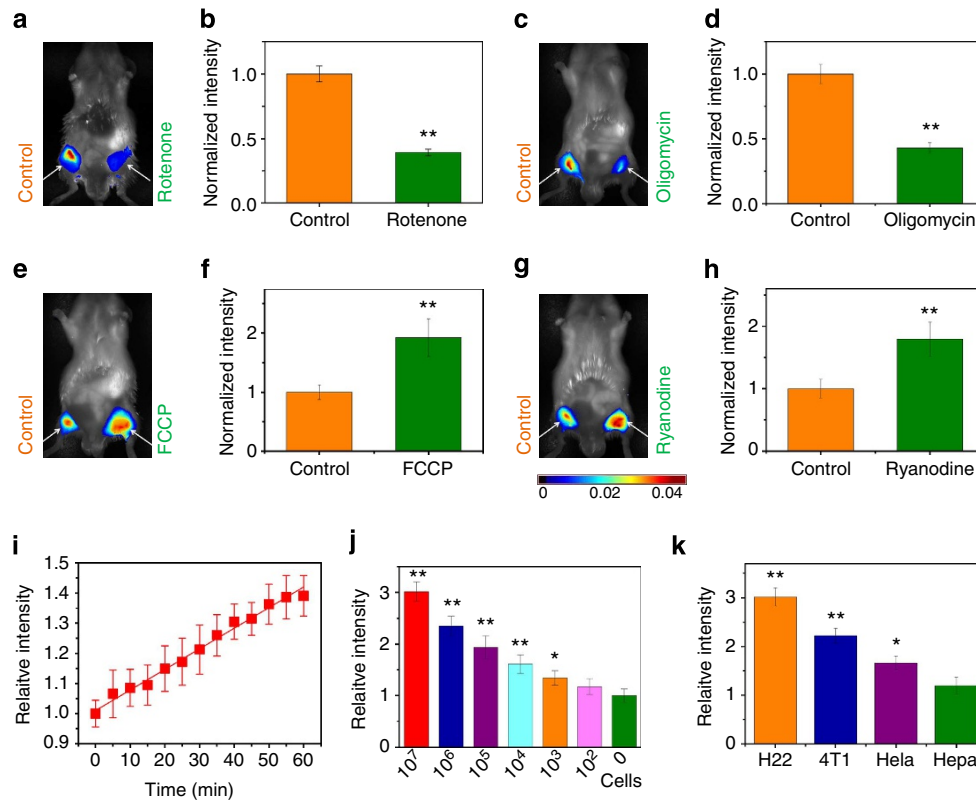 a
b
c
d
Control
Rotenone
Normalized intensity
1.0
0.5
0.0
**
Control
Rotenone
Control
Oligomycin
Normalized intensity
1.0
0.5
0.0
**
Control
Oligomycin
e
f
g
h
Control
FCCP
Normalized intensity
2
1
0
**
Control
FCCP
Control
Ryanodine
0
0.02
0.04
Normalized intensity
2
1
0
**
Control
Ryanodine
i
j
k
Relative intensity
1.5
1.4
1.3
1.2
1.1
1.0
0.9
0 10 20 30 40 50 60
Time (min)
Relaitve intensity
3
2
1
0
** ** ** ** *
10⁷ 10⁶ 10⁵ 10⁴ 10³ 10² 0
Cells
Relaitve intensity
3
2
1
0
** ** *
H22 4T1 Hela Hepa